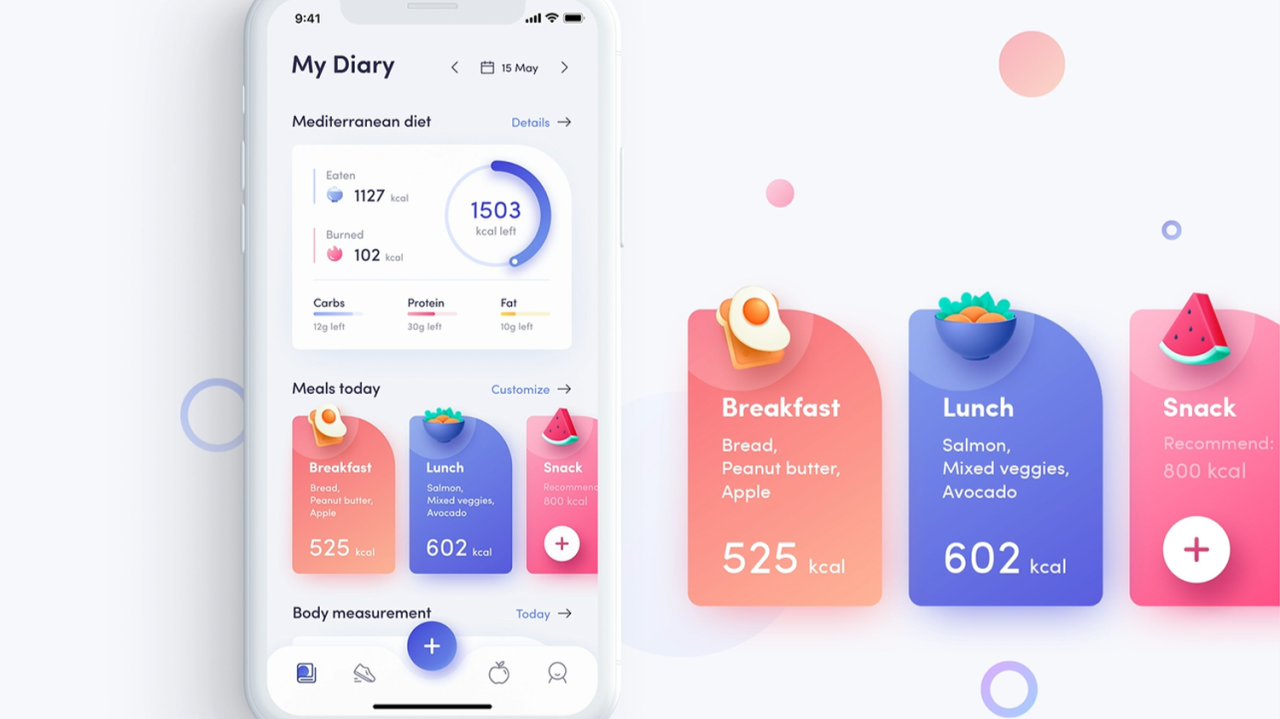 9:41
My Diary
15 May
Mediterranean diet
Details
Eaten
1127 kcal
Burned
102 kcal
1503
kcal left
Carbs
Protein
Fat
12g left
30g left
10g left
Meals today
Customize
Breakfast
Bread,
Peanut butter,
Apple
525 kcal
Lunch
Salmon,
Mixed veggies,
Avocado
602 kcal
Snack
Recommend
800 kcal
+
Body measurement
Today
+
Breakfast
Bread,
Peanut butter,
Apple
525 kcal
Lunch
Salmon,
Mixed veggies,
Avocado
602 kcal
Snack
Recommend:
800 kcal
+